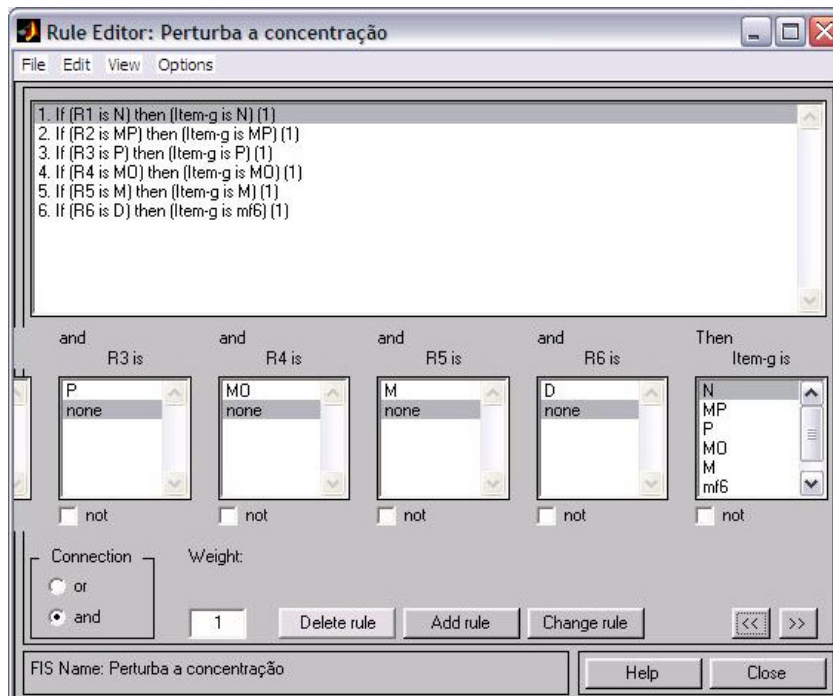 Rule Editor: Perturba a concentração
File Edit View Options
1. If (R1 is N) then (Item-g is N) (1)
2. If (R2 is MP) then (Item-g is MP) (1)
3. If (R3 is P) then (Item-g is P) (1)
4. If (R4 is MO) then (Item-g is MO) (1)
5. If (R5 is M) then (Item-g is M) (1)
6. If (R6 is D) then (Item-g is mf6) (1)
and and and and Then
R3 is R4 is R5 is R6 is Item-g is
P MO M D N
none none none none MP
P
MO
M
mf6
not not not not not
Connection Weight:
or
and 1 Delete rule Add rule Change rule << >>
FIS Name: Perturba a concentração Help Close